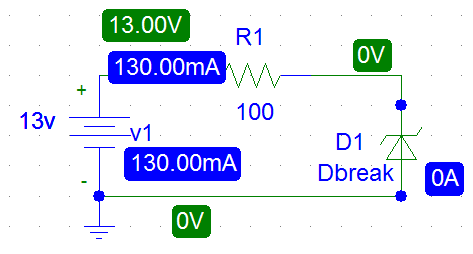 13.00V
R1
0V
130.00mA
+
100
13v
v1
D1
130.00mA
Dbreak
0A
-
0V